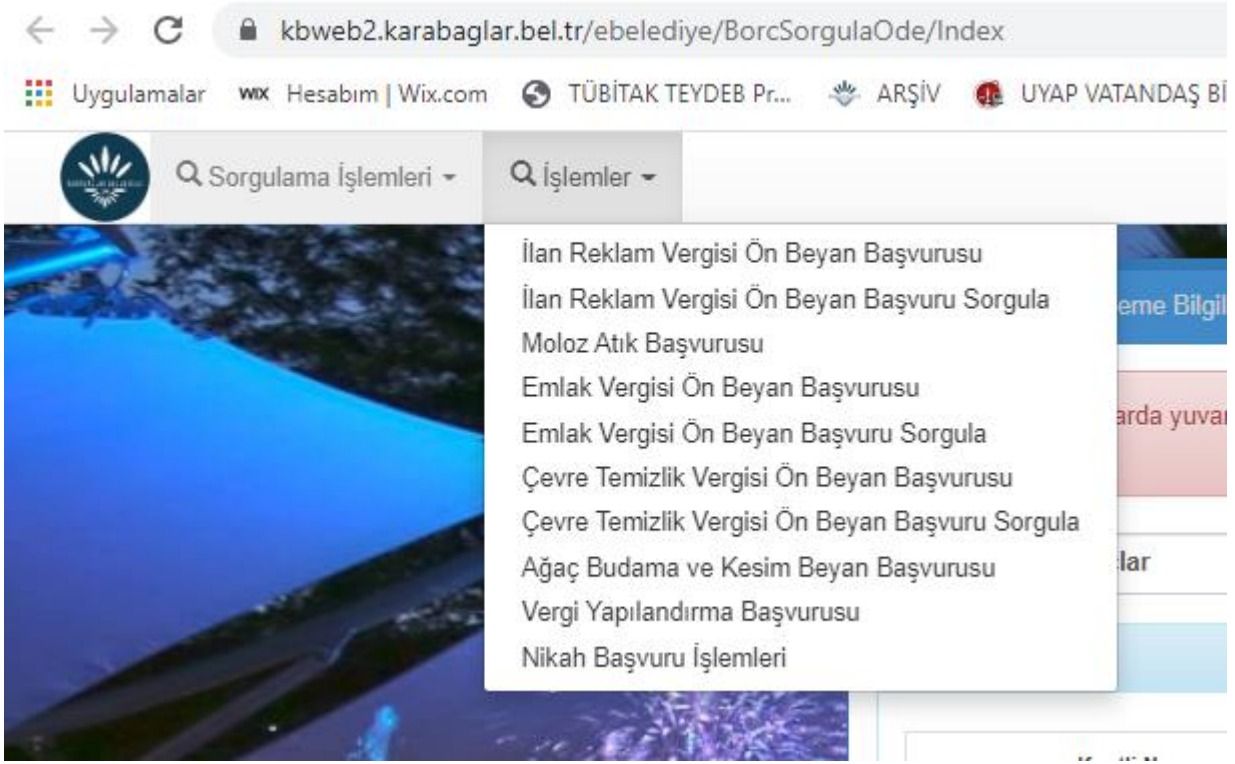 kbweb2.karabaglar.bel.tr/ebelediye/BorcSorgulaOde/Index
Uygulamalar WIX Hesabım | Wix.com TÜBİTAK TEYDEB Pr... ARŞİV UYAP VATANDAŞ Bİ
Sorgulama İşlemleri İşlemler
İlan Reklam Vergisi Ön Beyan Başvurusu
İlan Reklam Vergisi Ön Beyan Başvuru Sorgula
eme Bilgil
Moloz Atık Başvurusu
Emlak Vergisi Ön Beyan Başvurusu
arda yuvar
Emlak Vergisi Ön Beyan Başvuru Sorgula
Çevre Temizlik Vergisi Ön Beyan Başvurusu
Çevre Temizlik Vergisi Ön Beyan Başvuru Sorgula
Ağaç Budama ve Kesim Beyan Başvurusu
lar
Vergi Yapılandırma Başvurusu
Nikah Başvuru İşlemleri